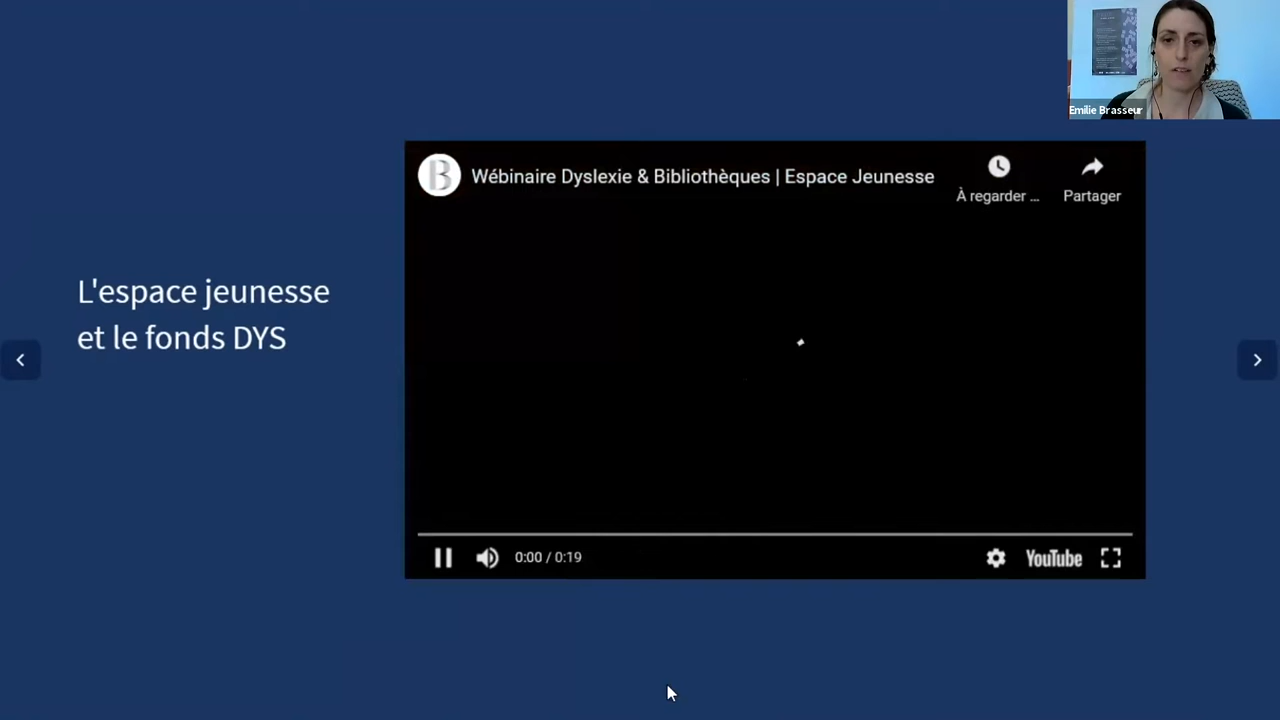 Emilie Brasseur
B
Wébinaire Dyslexie & Bibliothèques | Espace Jeunesse
À regarder ...
Partager
L'espace jeunesse
et le fonds DYS
0:00 / 0:19
YouTube